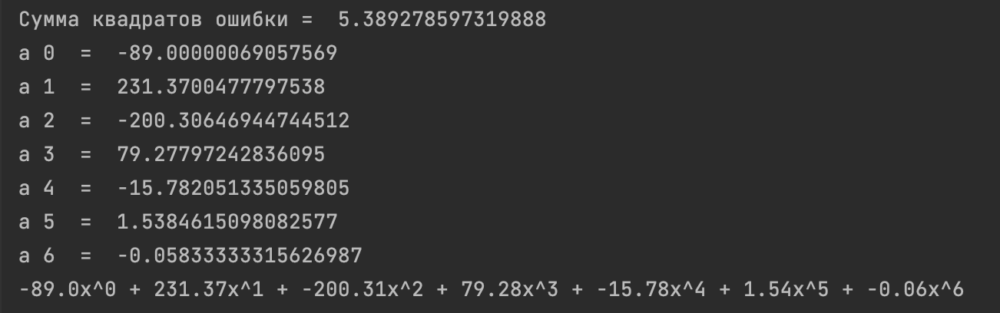 Сумма квадратов ошибки =  5.389278597319888
a 0  =  -89.00000069057569
a 1  =  231.3700477797538
a 2  =  -200.30646944744512
a 3  =  79.27797242836095
a 4  =  -15.782051335059805
a 5  =  1.5384615098082577
a 6  =  -0.05833333315626987
-89.0x^0 + 231.37x^1 + -200.31x^2 + 79.28x^3 + -15.78x^4 + 1.54x^5 + -0.06x^6